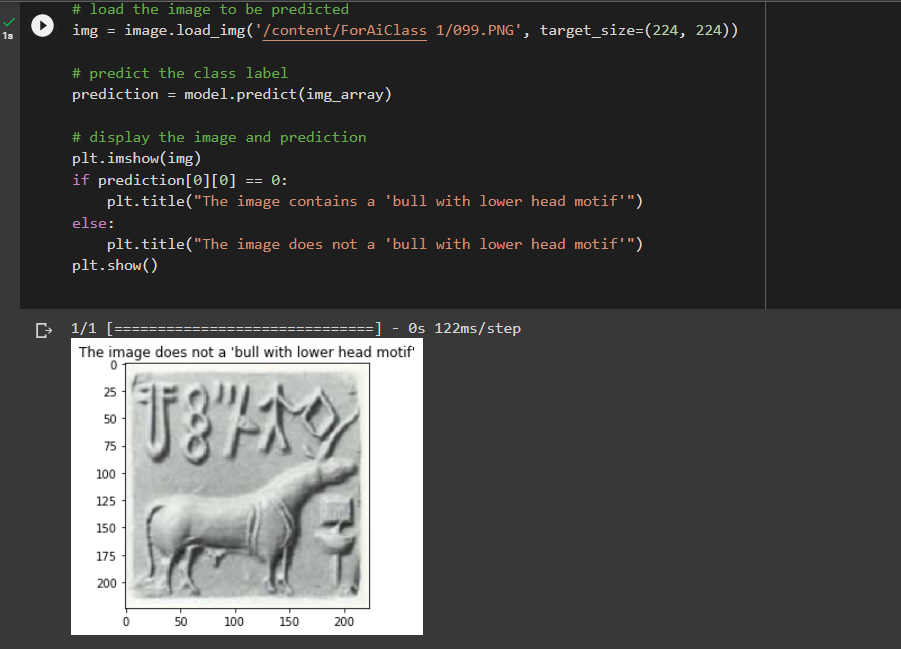 # load the image to be predicted
1s
img = image.load_img('/content/ForAiClass 1/099.PNG', target_size=(224, 224))
# predict the class label
prediction = model.predict(img_array)
# display the image and prediction
plt.imshow(img)
if prediction[0][0] == 0:
plt.title("The image contains a 'bull with lower head motif'")
else:
plt.title("The image does not a 'bull with lower head motif'")
plt.show()
1/1 [==============================] - 0s 122ms/step
The image does not a 'bull with lower head motif'
0
25
50
75
100
125
150
175
200
0 50 100 150 200